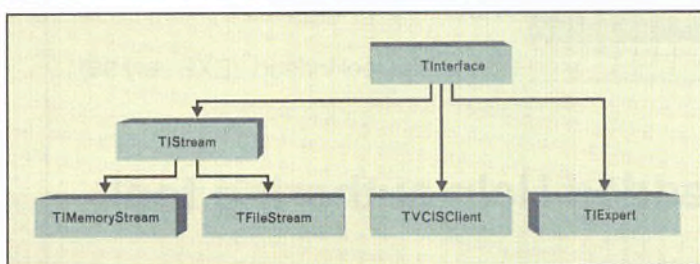 TInterface
TIStream
TIMemoryStream
TFileStream
TVCISClient
TIExpert